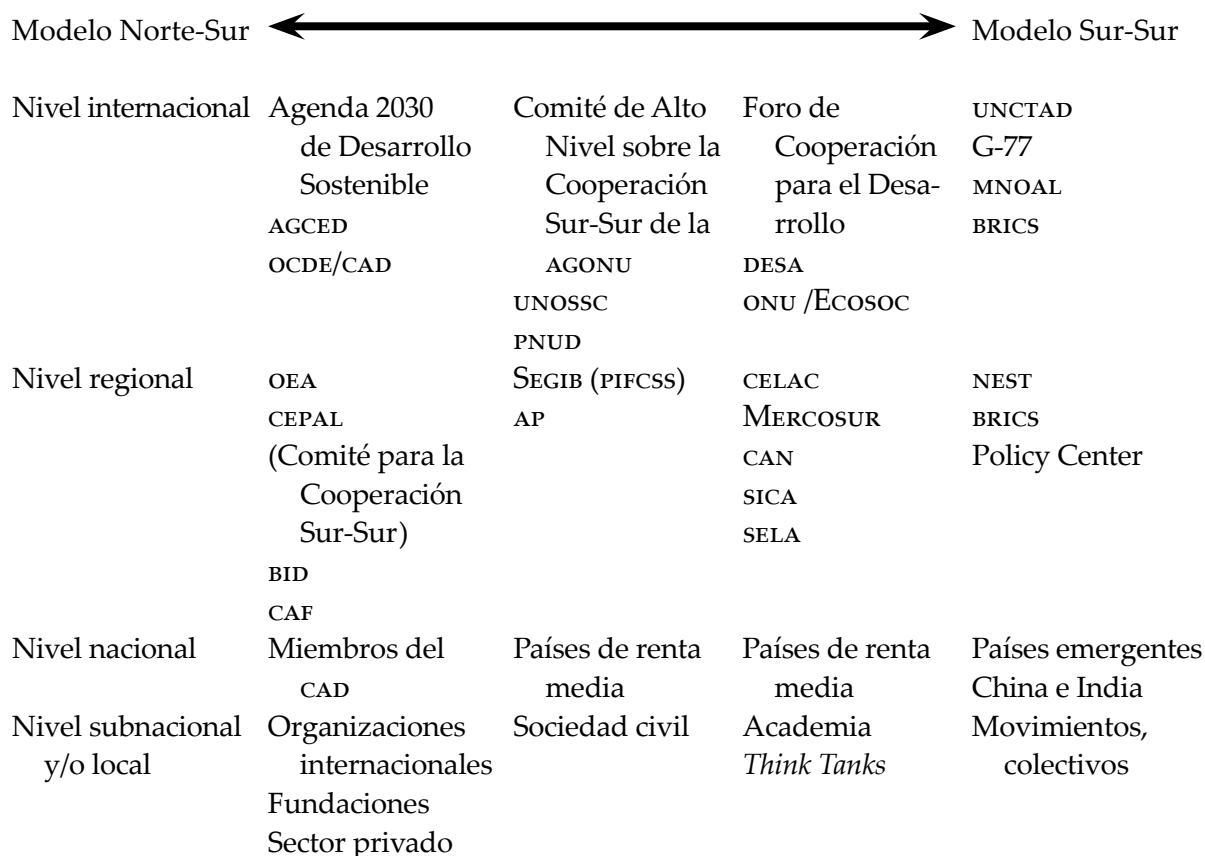 Modelo Norte-Sur Modelo Sur-Sur
Nivel internacional Agenda 2030 Comité de Alto Foro de UNCTAD
de Desarrollo Nivel sobre la Cooperación G-77
Sostenible Cooperación para el Desa- MNOAL
AGCED Sur-Sur de la rrollo BRICS
OCDE/CAD AGONU DESA
UNOSSC ONU /ECOSOC
PNUD
Nivel regional OEA SEGIB (PIFCSS) CELAC NEST
CEPAL AP MERCOSUR BRICS
(Comité para la CAN Policy Center
Cooperación SICA
Sur-Sur) SELA
BID
CAF
Nivel nacional Miembros del Países de renta Países de renta Países emergentes
CAD media media China e India
Nivel subnacional Organizaciones Sociedad civil Academia Movimientos,
y/o local internacionales Think Tanks colectivos
Fundaciones
Sector privado